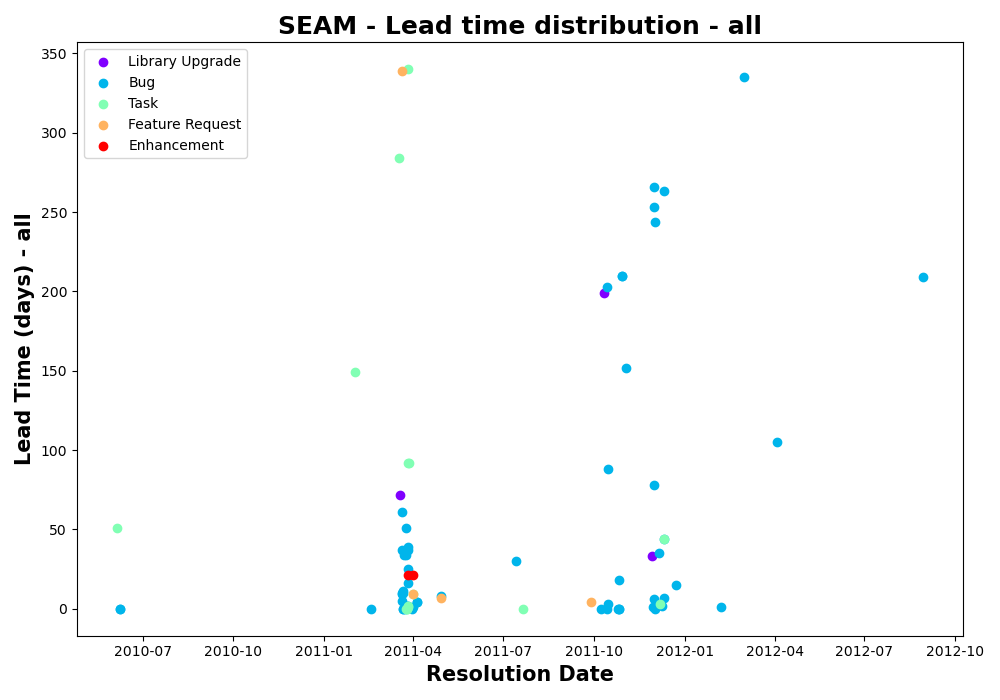 SEAM - Lead time distribution - all
Library Upgrade
Bug
Task
Feature Request
Enhancement
Lead Time (days) - all
350
300
250
200
150
100
50
0
2010-07
2010-10
2011-01
2011-04
2011-07
2011-10
2012-01
2012-04
2012-07
2012-10
Resolution Date